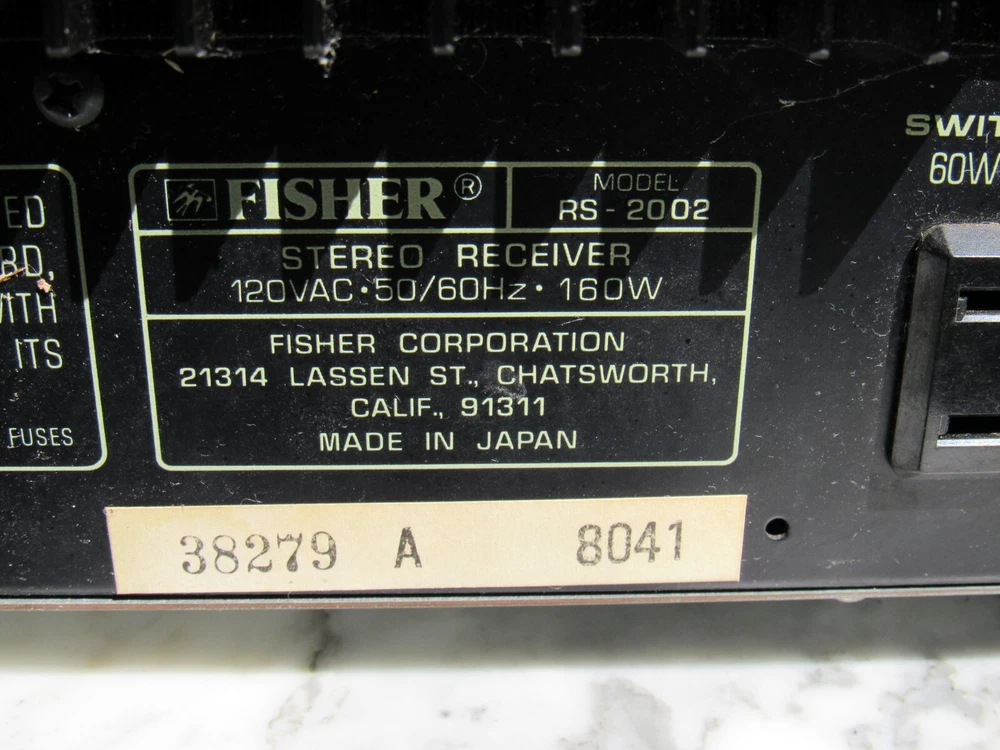 SWIT
60W
ED
RD,
WITH
ITS
FUSES
FISHER®
MODEL
RS-2002
STEREO RECEIVER
120VAC·50/60Hz·160W
FISHER CORPORATION
21314 LASSEN ST., CHATSWORTH,
CALIF., 91311
MADE IN JAPAN
38279 A 8041